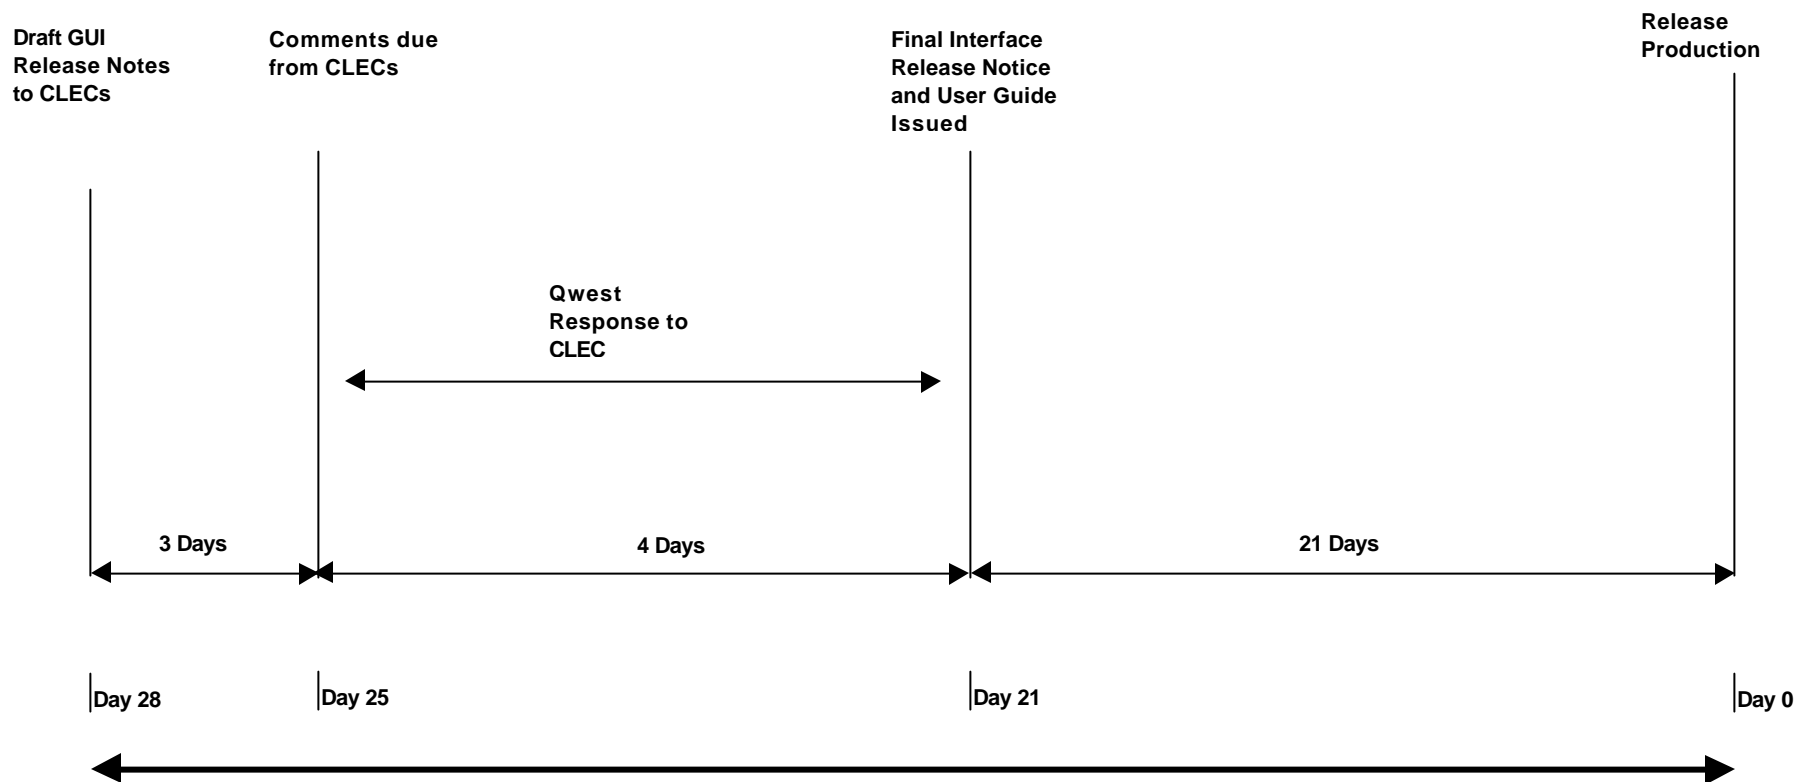 Draft GUI
Release Notes
to CLECs
Comments due
from CLECs
Final Interface
Release Notice
and User Guide
Issued
Release
Production
Qwest
Response to
CLEC
3 Days
4 Days
21 Days
Day 28
Day 25
Day 21
Day 0